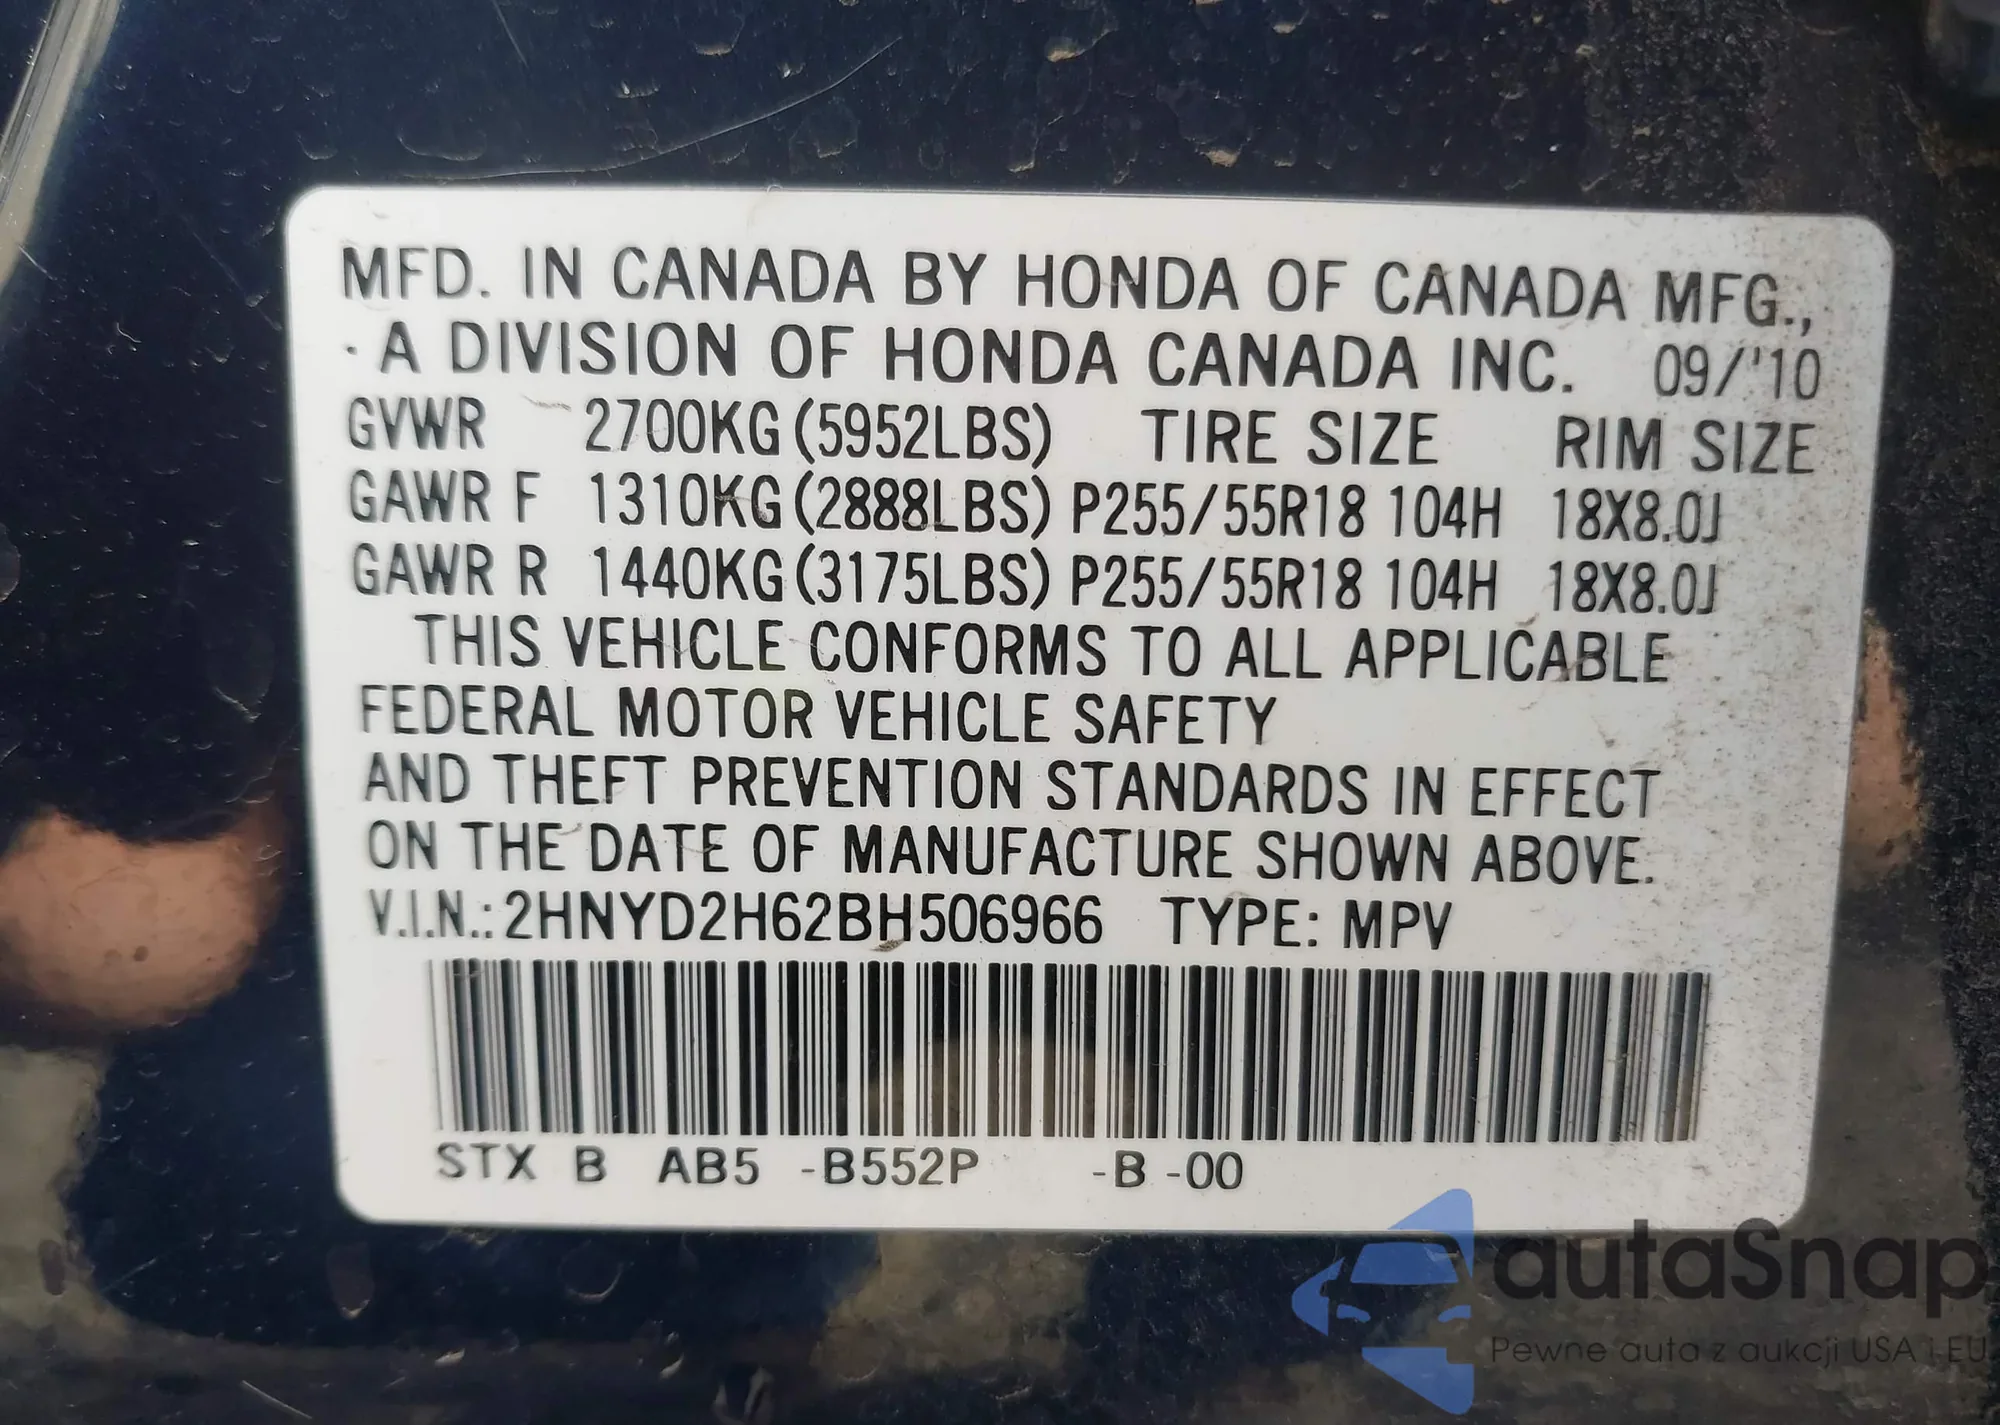 MFD. IN CANADA BY HONDA OF CANADA MFG.,
· A DIVISION OF HONDA CANADA INC. 09/'10
GVWR 2700KG (5952LBS) TIRE SIZE RIM SIZE
GAWR F 1310KG (2888LBS) P255/55R18 104H 18X8.0J
GAWR R 1440KG (3175LBS) P255/55R18 104H 18X8.0J
THIS VEHICLE CONFORMS TO ALL APPLICABLE
FEDERAL MOTOR VEHICLE SAFETY
AND THEFT PREVENTION STANDARDS IN EFFECT
ON THE DATE OF MANUFACTURE SHOWN ABOVE.
V.I.N.: 2HNYD2H62BH506966 TYPE: MPV
STX B AB5 -B552P -B -00
autaSnap
Pewne auta z aukcji USA i EU